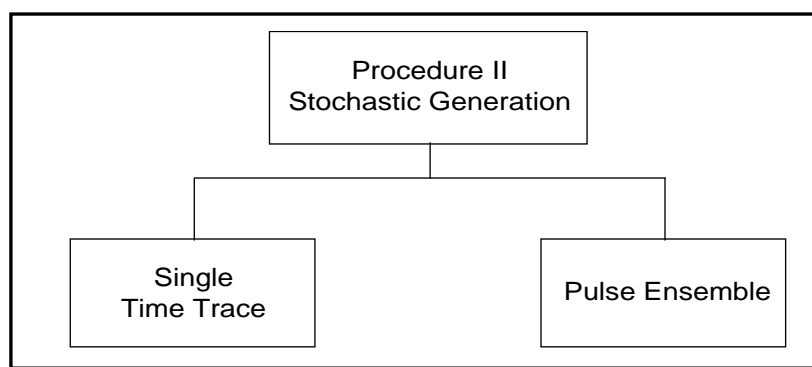 Procedure II
Stochastic Generation
Single
Time Trace
Pulse Ensemble